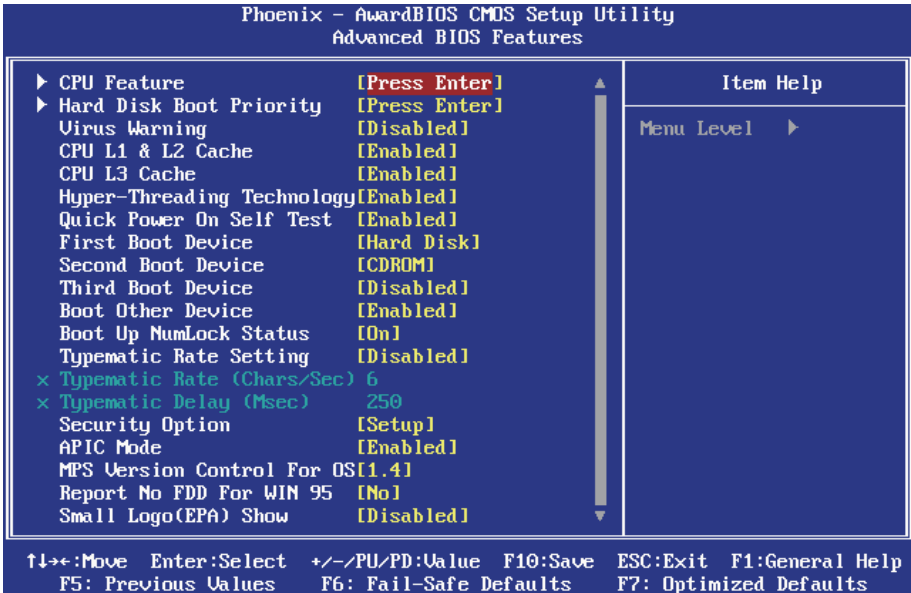 Phoenix - AwardBIOS CMOS Setup Utility
Advanced BIOS Features
▶ CPU Feature [Press Enter]
▶ Hard Disk Boot Priority [Press Enter]
Virus Warning [Disabled]
CPU L1 & L2 Cache [Enabled]
CPU L3 Cache [Enabled]
Hyper-Threading Technology[Enabled]
Quick Power On Self Test [Enabled]
First Boot Device [Hard Disk]
Second Boot Device [CDROM]
Third Boot Device [Disabled]
Boot Other Device [Enabled]
Boot Up NumLock Status [On]
Typematic Rate Setting [Disabled]
x Typematic Rate (Chars/Sec) 6
x Typematic Delay (Msec) 250
Security Option [Setup]
APIC Mode [Enabled]
MPS Version Control For OS[1.4]
Report No FDD For WIN 95 [No]
Small Logo(EPA) Show [Disabled]
Item Help
Menu Level ▶
↑↓→←:Move Enter:Select +/-/PU/PD:Value F10:Save ESC:Exit F1:General Help
F5: Previous Values F6: Fail-Safe Defaults F7: Optimized Defaults